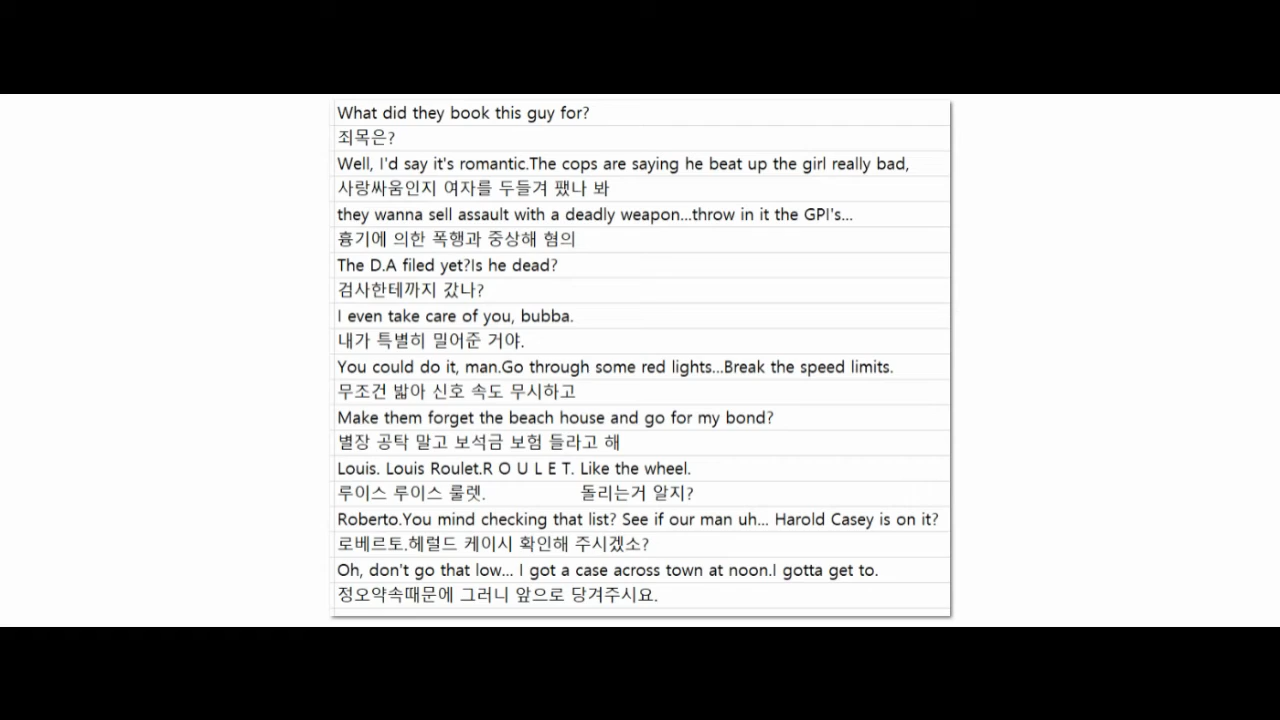 What did they book this guy for?
죄목은?
Well, I'd say it's romantic.The cops are saying he beat up the girl really bad,
사랑싸움인지 여자를 두들겨 팼나 봐
they wanna sell assault with a deadly weapon...throw in it the GPI's...
흉기에 의한 폭행과 중상해 혐의
The D.A filed yet?Is he dead?
검사한테까지 갔나?
I even take care of you, bubba.
내가 특별히 밀어준 거야.
You could do it, man.Go through some red lights...Break the speed limits.
무조건 밟아 신호 속도 무시하고
Make them forget the beach house and go for my bond?
별장 공탁 말고 보석금 보험 들라고 해
Louis. Louis Roulet.R O U L E T. Like the wheel.
루이스 루이스 룰렛. 돌리는거 알지?
Roberto.You mind checking that list? See if our man uh... Harold Casey is on it?
로베르토.헤럴드 케이시 확인해 주시겠소?
Oh, don't go that low... I got a case across town at noon.I gotta get to.
정오약속때문에 그러니 앞으로 당겨주시요.